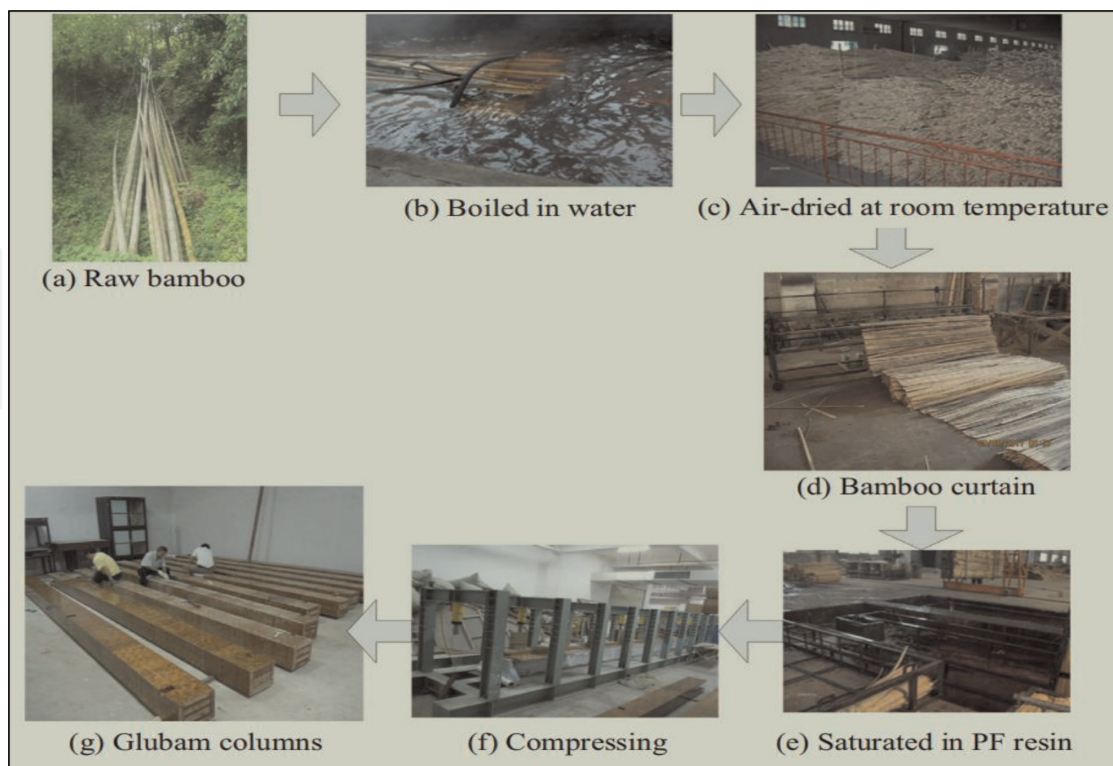 (a) Raw bamboo
(b) Boiled in water
(c) Air-dried at room temperature
(d) Bamboo curtain
(e) Saturated in PF resin
(f) Compressing
(g) Glubam columns